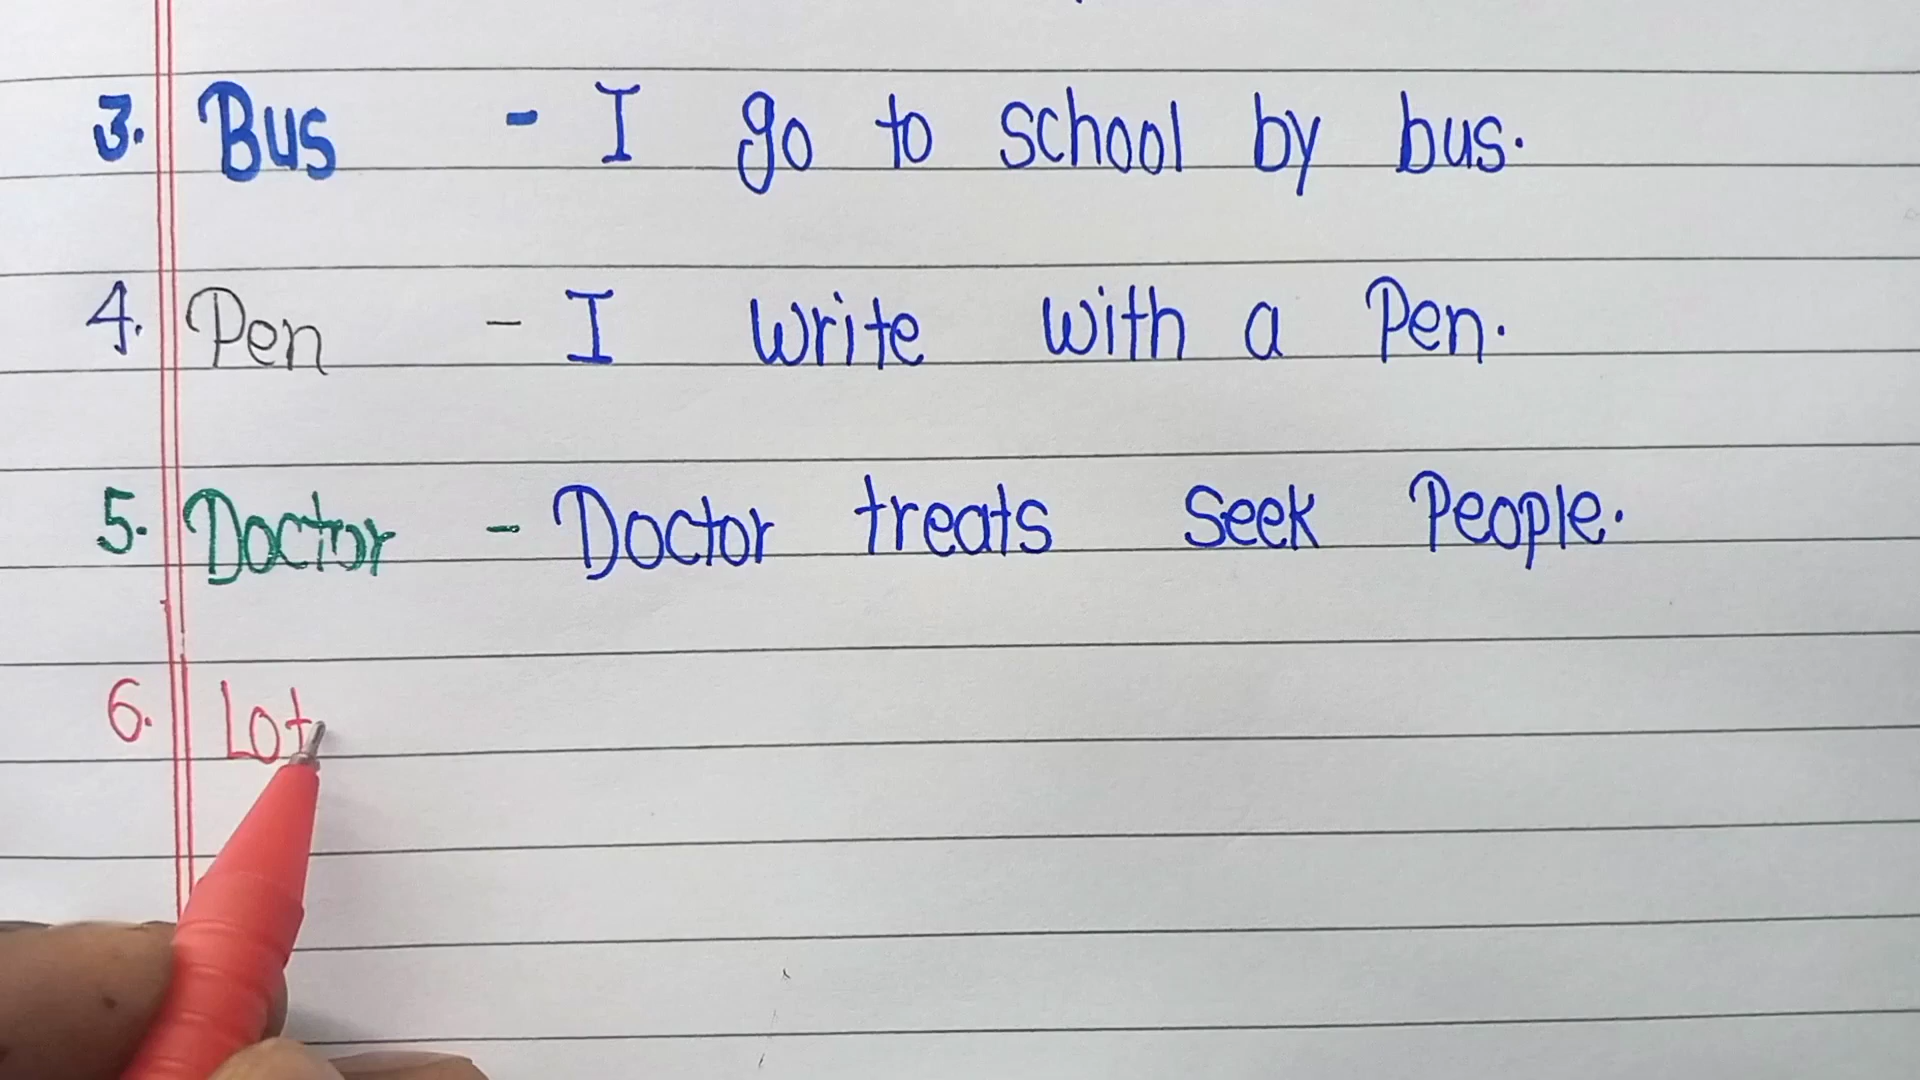 3. Bus - I go to school by bus.
4. Pen - I write with a Pen.
5. Doctor - Doctor treats Seek People.
6. Lot